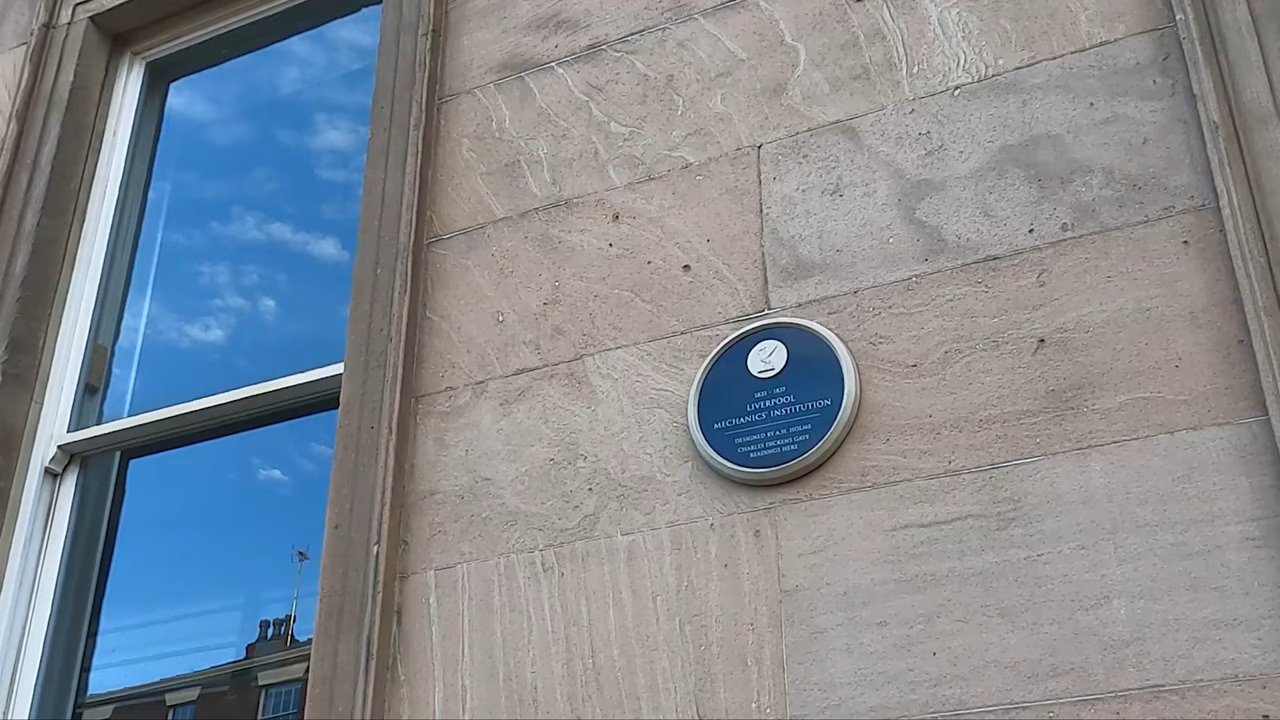 1835 - 1837
LIVERPOOL
MECHANICS' INSTITUTION
DESIGNED BY A.H. HOLME
CHARLES DICKENS GAVE
READINGS HERE